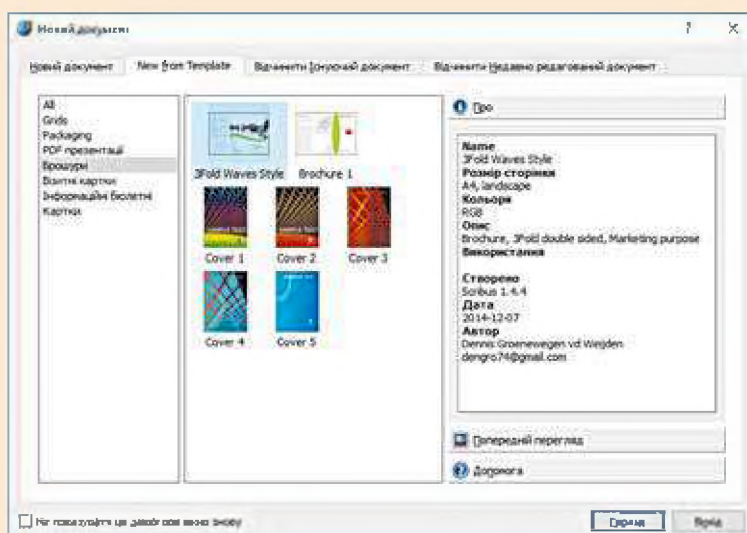 Новий документ
? X
Новий документ New from Template Відчинити Існуючий документ Відчинити Недавно редагований документ
All
Grids
Packaging
PDF презентації
Брошури
Візитні картки
Інформаційні бюлетні
Картки
3Fold Waves Style Brochure 1
Cover 1 Cover 2 Cover 3
Cover 4 Cover 5
Про
Name
3Fold Waves Style
Розмір сторінки
A4, landscape
Кольори
RGB
Опис
Brochure, 3Fold double sided, Marketing purpose
Використання
Створено
Scribus 1.4.4
Дата
2014-12-07
Автор
Dennis Groenewegen vd Weijden
dengro74@gmail.com
Попередній перегляд
Допомога
Не показуйте це діалогове вікно знову
Гаразд